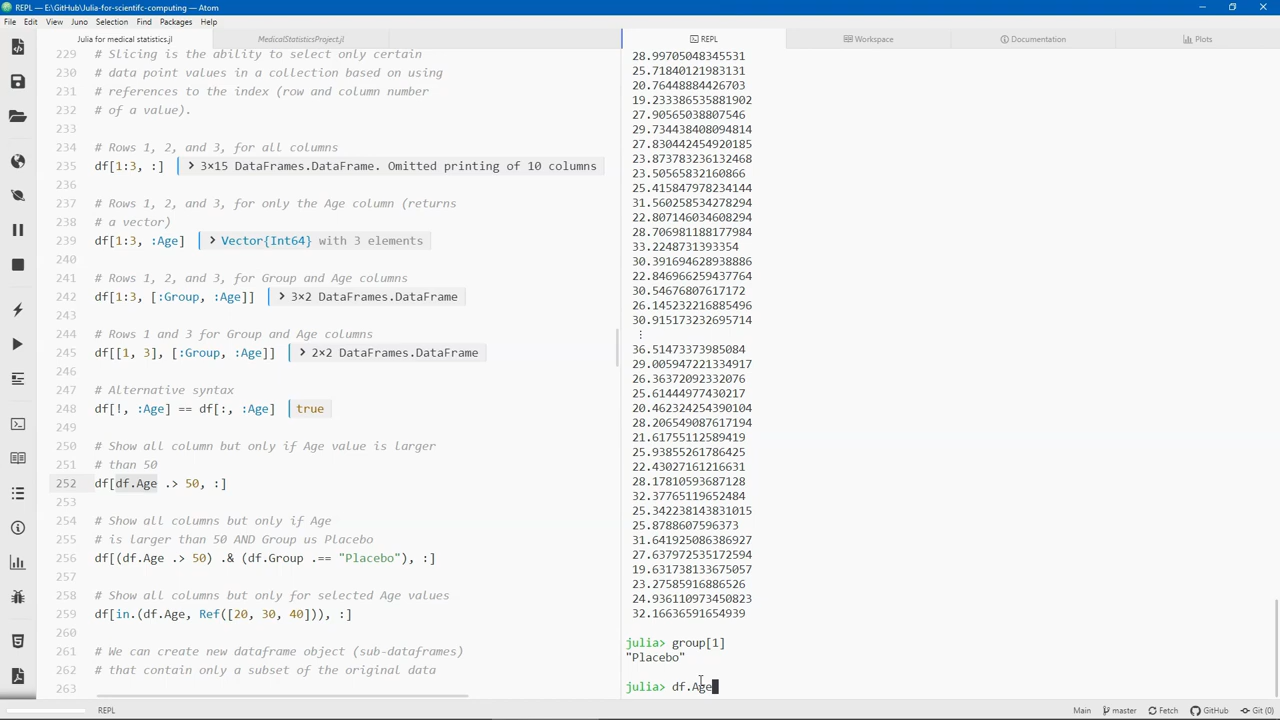 REPL — E:\GitHub\Julia-for-scientifc-computing — Atom
File Edit View Juno Selection Find Packages Help
Julia for medical statistics.jl
MedicalStatisticsProject.jl
REPL
Workspace
Documentation
Plots
229 # Slicing is the ability to select only certain
230 # data point values in a collection based on using
231 # references to the index (row and column number
232 # of a value).
233
234 # Rows 1, 2, and 3, for all columns
235 df[1:3, :] > 3×15 DataFrames.DataFrame. Omitted printing of 10 columns
236
237 # Rows 1, 2, and 3, for only the Age column (returns
238 # a vector)
239 df[1:3, :Age] > Vector{Int64} with 3 elements
240
241 # Rows 1, 2, and 3, for Group and Age columns
242 df[1:3, [:Group, :Age]] > 3×2 DataFrames.DataFrame
243
244 # Rows 1 and 3 for Group and Age columns
245 df[[1, 3], [:Group, :Age]] > 2×2 DataFrames.DataFrame
246
247 # Alternative syntax
248 df[!, :Age] == df[:, :Age] true
249
250 # Show all column but only if Age value is larger
251 # than 50
252 df[df.Age .> 50, :]
253
254 # Show all columns but only if Age
255 # is larger than 50 AND Group us Placebo
256 df[(df.Age .> 50) .& (df.Group .== "Placebo"), :]
257
258 # Show all columns but only for selected Age values
259 df[in.(df.Age, Ref([20, 30, 40])), :]
260
261 # We can create new dataframe object (sub-dataframes)
262 # that contain only a subset of the original data
263
28.99705048345531
25.71840121983131
20.76448884426703
19.233386535881902
27.90565038807546
29.734438408094814
27.830442454920185
23.873783236132468
23.50565832160866
25.415847978234144
31.560258534278294
22.807146034608294
28.706981188177984
33.2248731393354
30.391694628938886
22.846966259437764
30.54676807617172
26.145232216885496
30.915173232695714
⋮
36.51473373985084
29.005947221334917
26.36372092332076
25.61444977430217
20.462324254390104
28.206549087617194
21.61755112589419
25.93855261786425
22.43027161216631
28.17810593687128
32.37765119652484
25.342238143831015
25.8788607596373
31.641925086386927
27.637972535172594
19.631738133675057
23.27585916886526
24.936110973450823
32.16636591654939
julia> group[1]
"Placebo"
julia> df.Age
REPL
Main
master
Fetch
GitHub
Git (0)